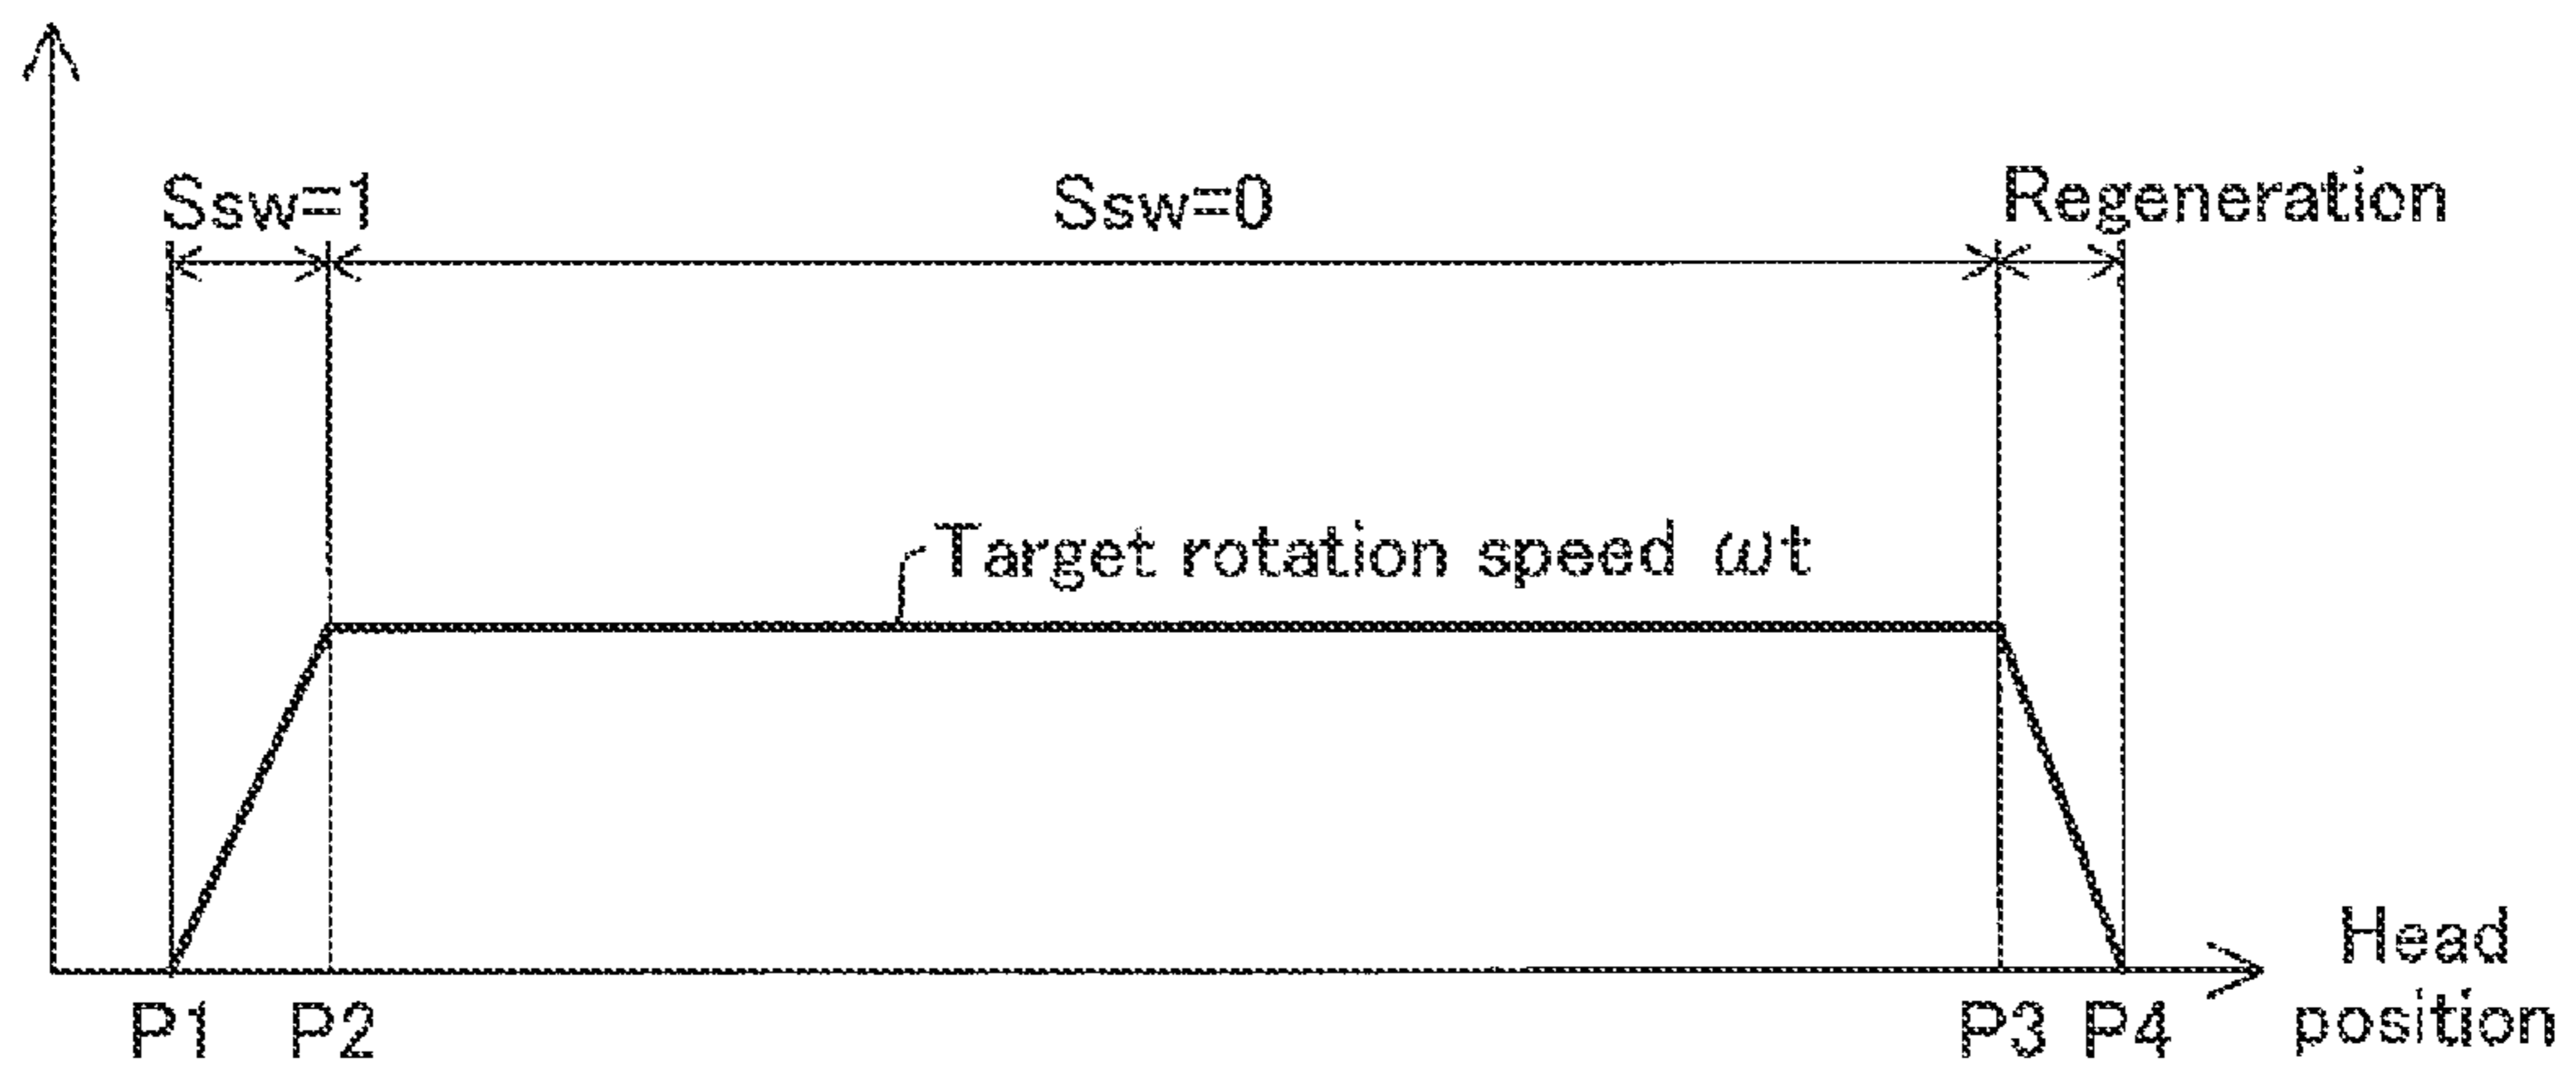 Ssw=1
Ssw=0
Regeneration
Target rotation speed ωt
Head
position
P1
P2
P3
P4